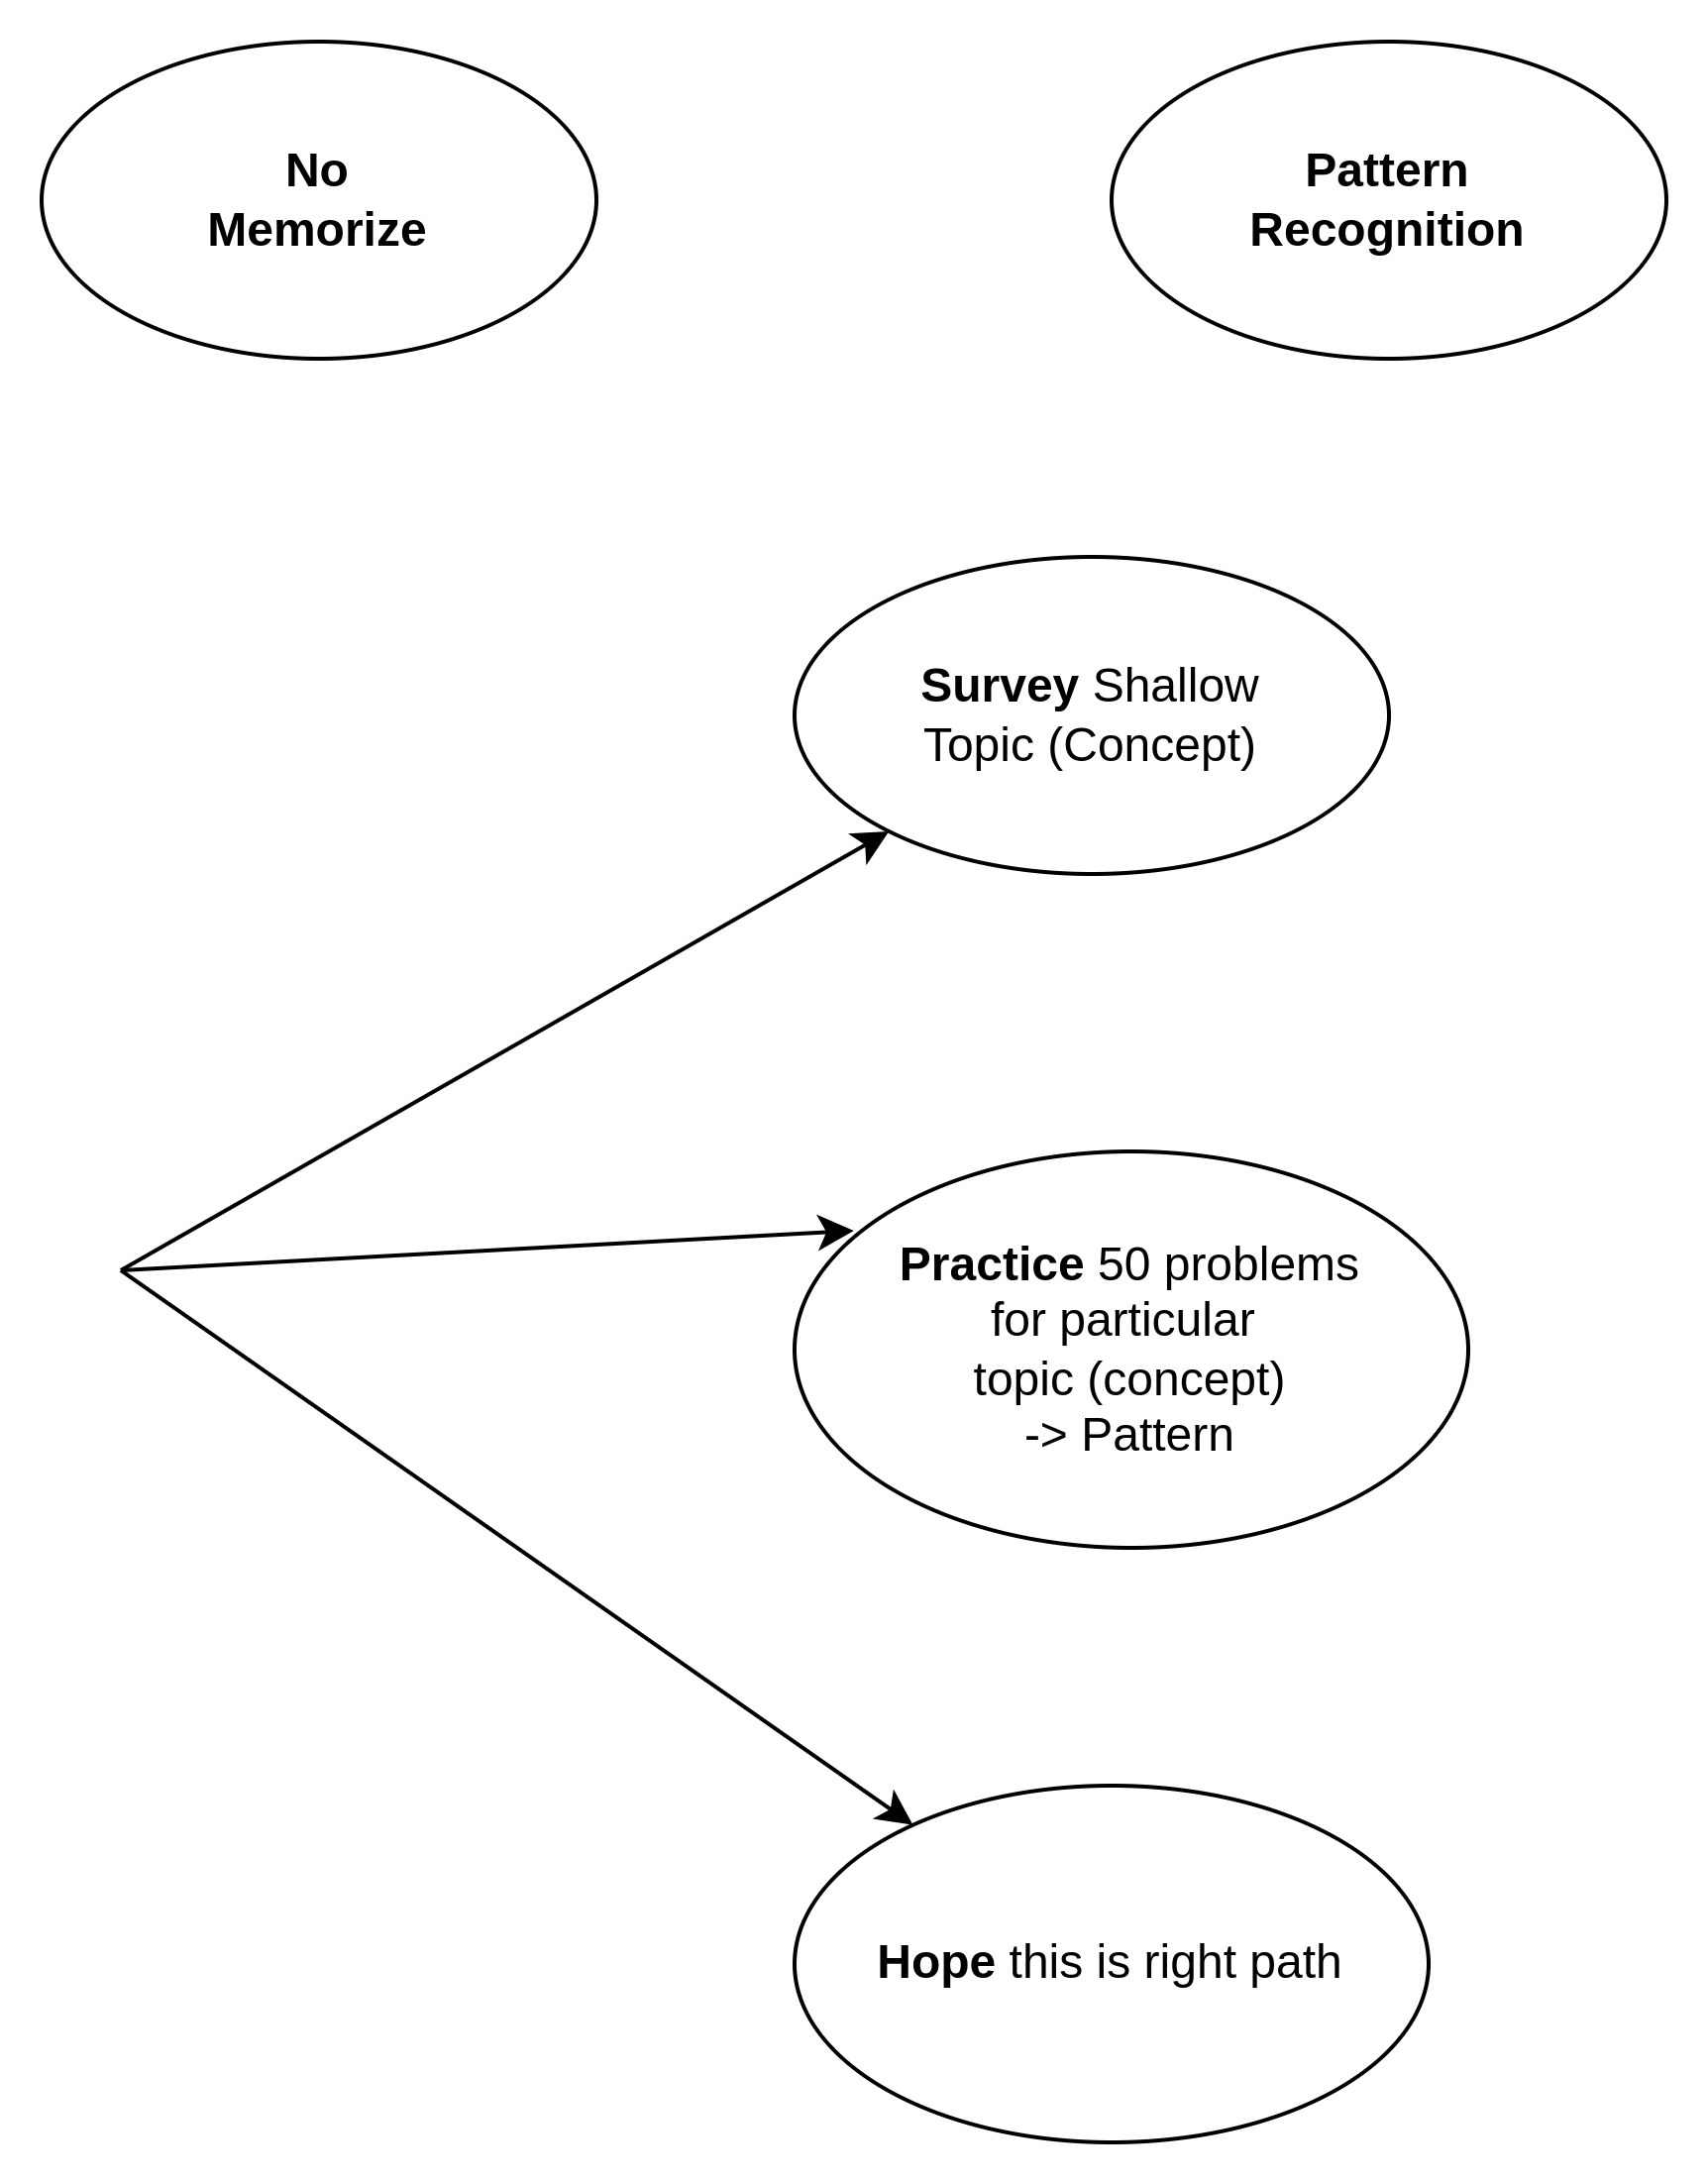 No
Memorize
Pattern
Recognition
Survey Shallow
Topic (Concept)
Practice 50 problems
for particular
topic (concept)
-> Pattern
Hope this is right path